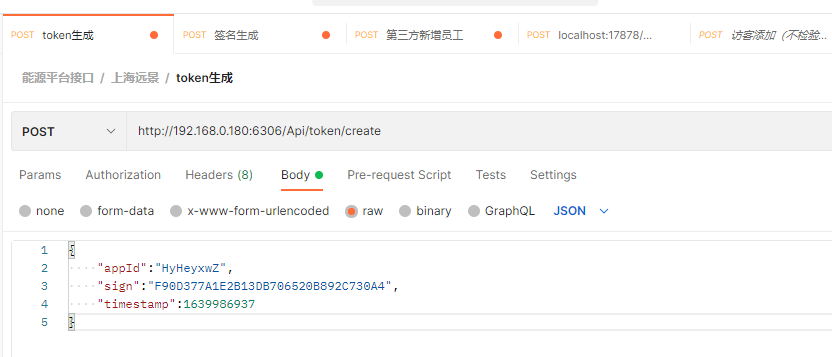 POST token生成 POST 签名生成 POST 第三方新增员工 POST localhost:17878/... POST 访客添加（不检验...
能源平台接口 / 上海远景 / token生成
POST http://192.168.0.180:6306/Api/token/create
Params Authorization Headers (8) Body Pre-request Script Tests Settings
none form-data x-www-form-urlencoded raw binary GraphQL JSON
1 {
2 "appId":"HyHeyxwZ",
3 "sign":"F90D377A1E2B13DB706520B892C730A4",
4 "timestamp":1639986937
5 }